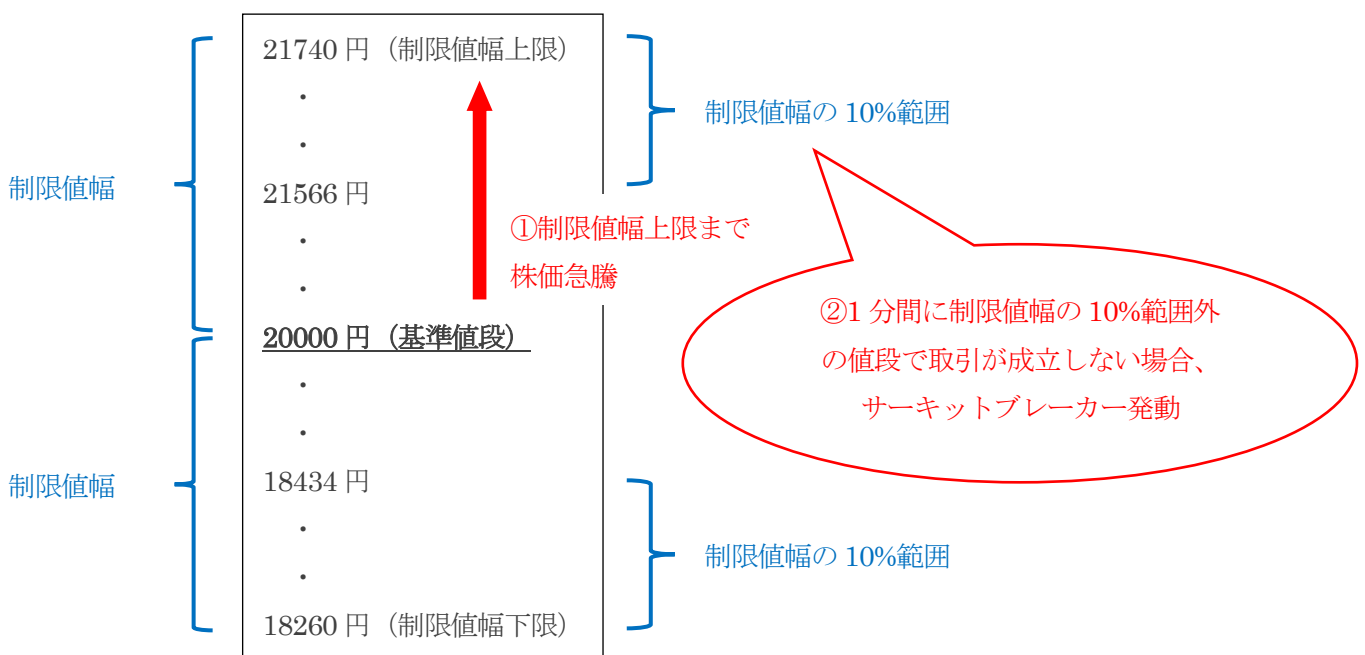 21740 円（制限値幅上限）
・
・
制限値幅の 10%範囲
制限値幅
21566 円
・
・
①制限値幅上限まで
株価急騰
20000 円（基準値段）
②1 分間に制限値幅の 10%範囲外
の値段で取引が成立しない場合、
サーキットブレーカー発動
・
・
制限値幅
18434 円
・
・
制限値幅の 10%範囲
18260 円（制限値幅下限）